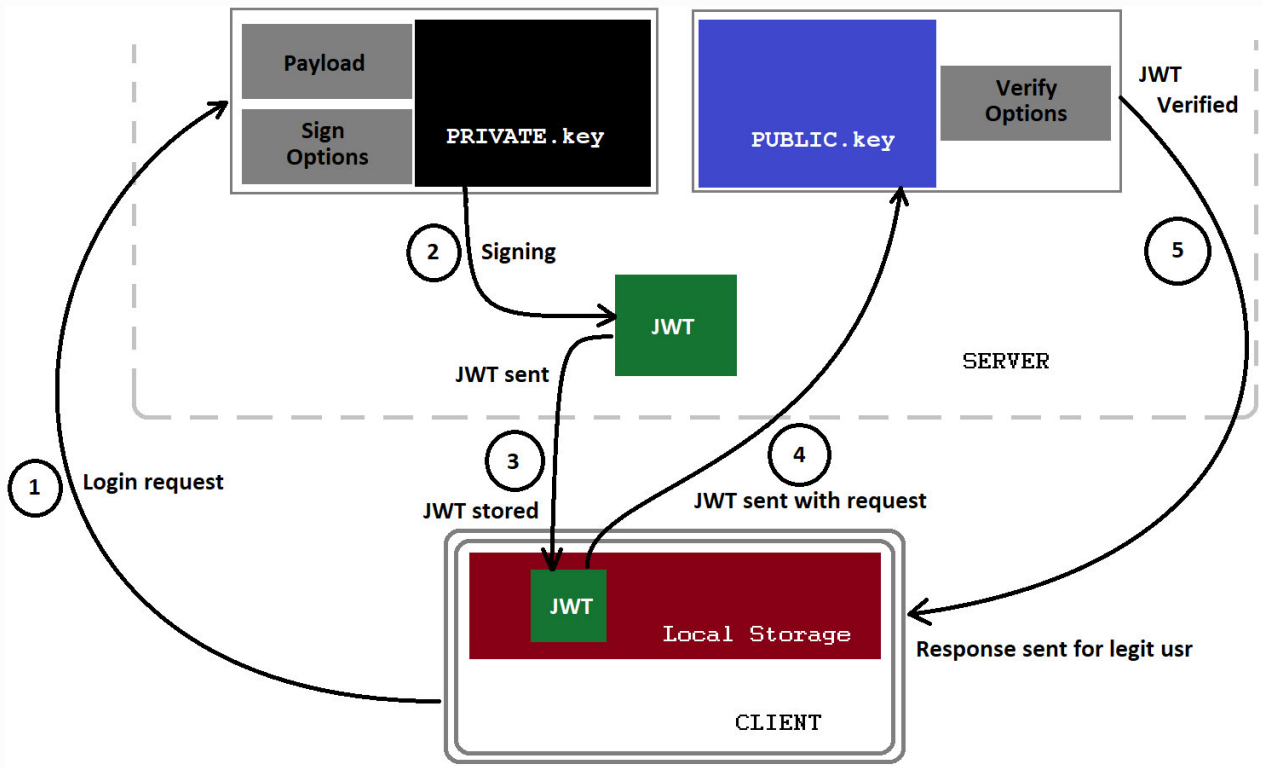 Payload
Sign
Options
PRIVATE.key
PUBLIC.key
Verify
Options
JWT
Verified
2
Signing
5
JWT
SERVER
JWT sent
1
Login request
3
4
JWT stored
JWT sent with request
JWT
Local Storage
Response sent for legit usr
CLIENT